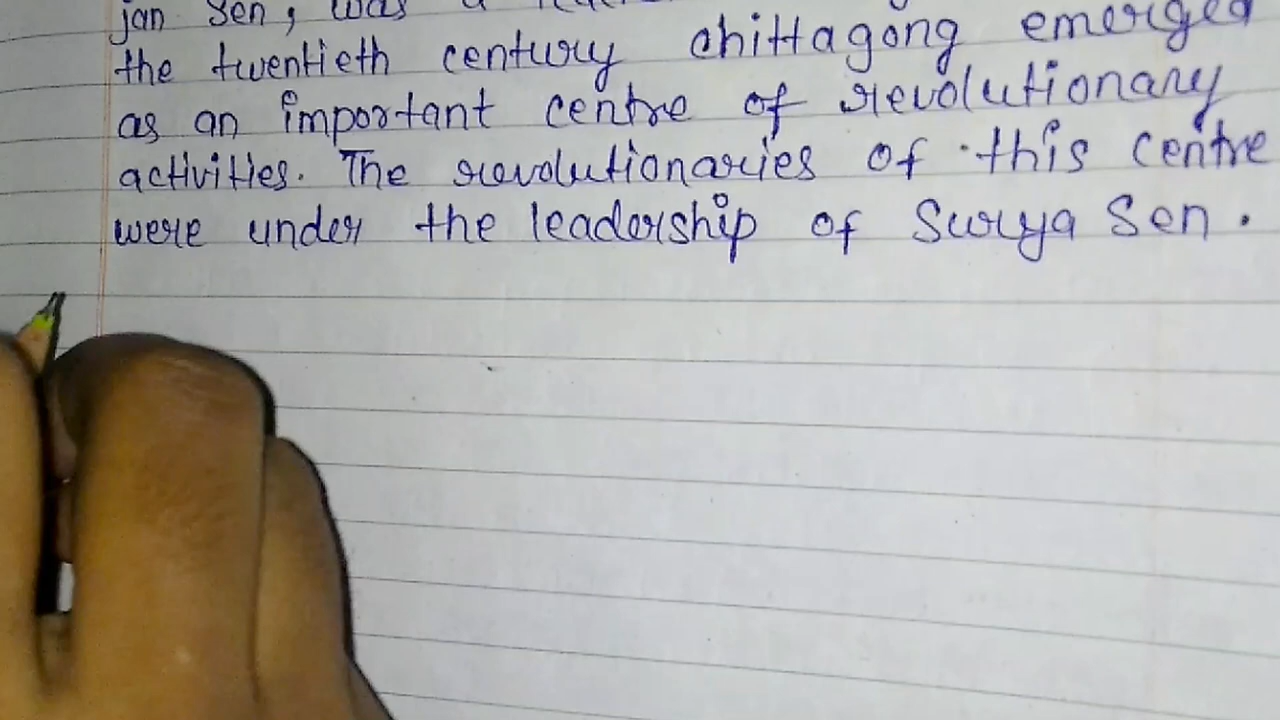 jan Sen, was a
the twentieth century chittagong emerged
as an important centre of revolutionary
activities. The revolutionaries of this centre
were under the leadership of Surya Sen.